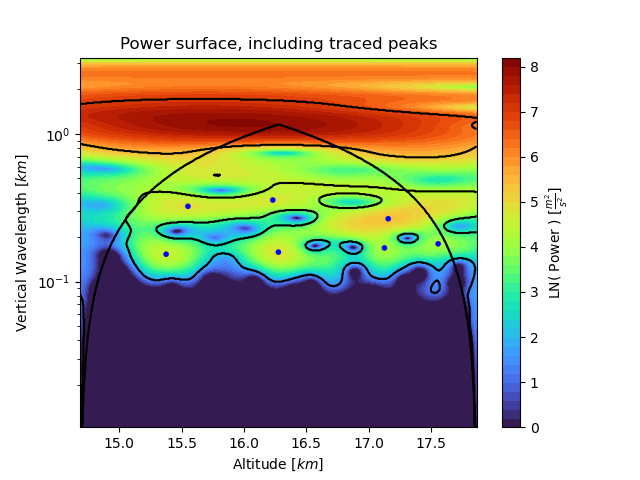 Power surface, including traced peaks
Vertical Wavelength [km]
10⁰
10⁻¹
15.0 15.5 16.0 16.5 17.0 17.5
Altitude [km]
8
7
6
5
4
3
2
1
0
LN( Power ) [m²/s²]